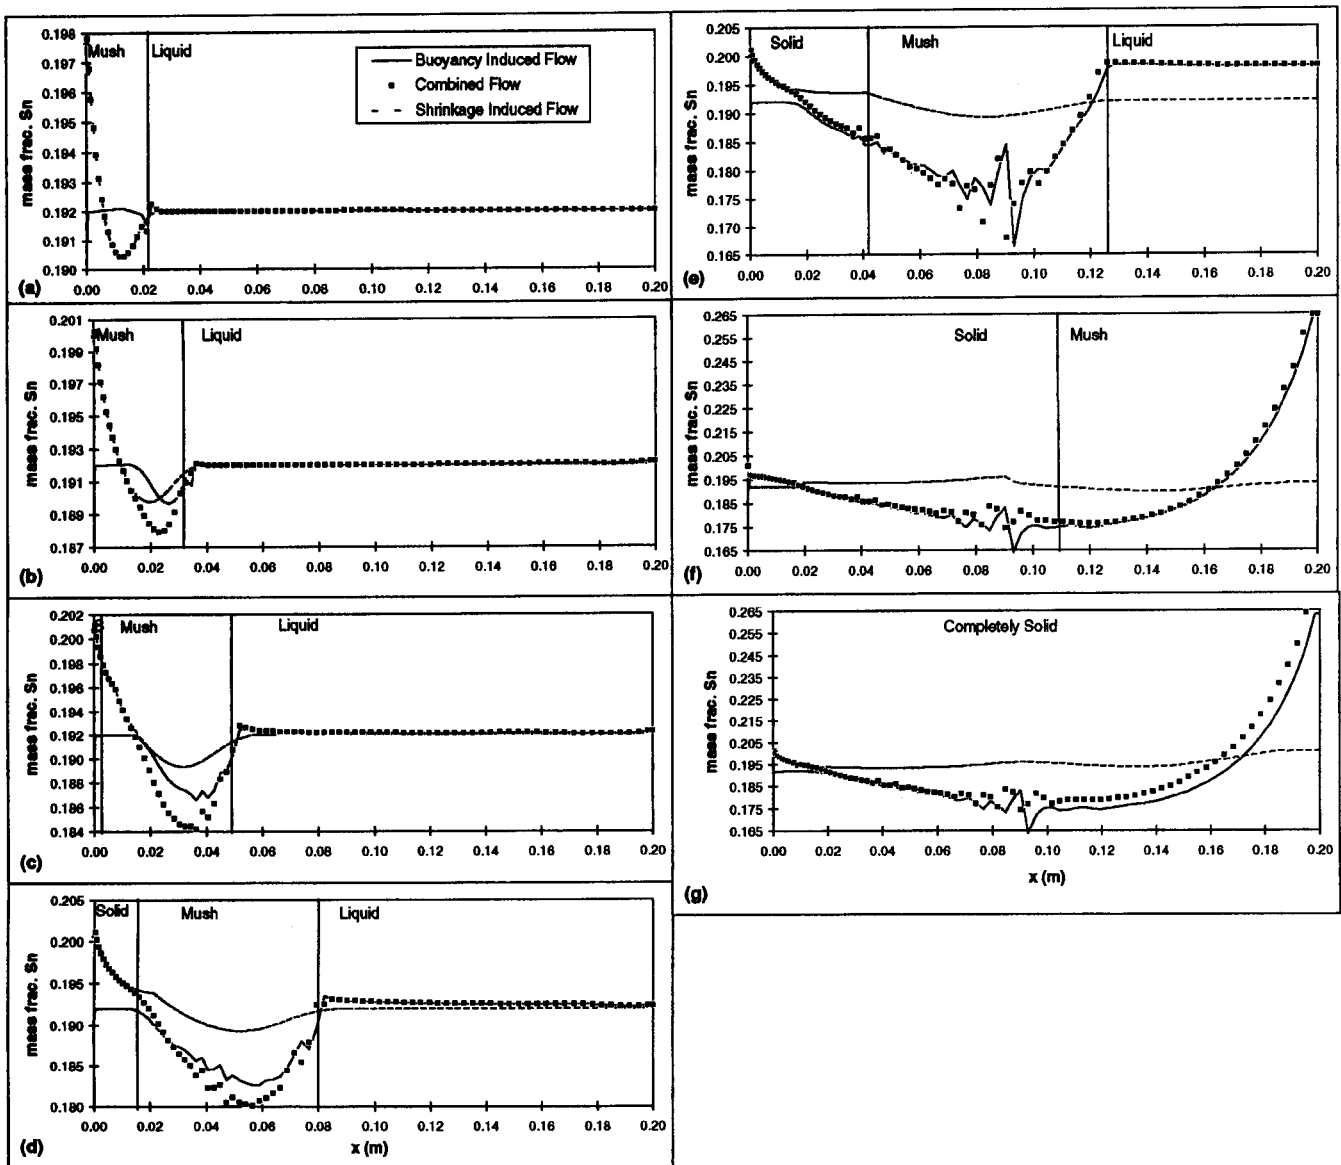 0.198
0.197
0.196
0.195
0.194
0.193
0.192
0.191
0.190
mass frac. Sn
Mush
Liquid
Buoyancy Induced Flow
Combined Flow
Shrinkage Induced Flow
0.00 0.02 0.04 0.06 0.08 0.10 0.12 0.14 0.16 0.18 0.20
(a)
0.201
0.199
0.197
0.195
0.193
0.191
0.189
0.187
mass frac. Sn
Mush
Liquid
0.00 0.02 0.04 0.06 0.08 0.10 0.12 0.14 0.16 0.18 0.20
(b)
0.202
0.200
0.198
0.196
0.194
0.192
0.190
0.188
0.186
0.184
mass frac. Sn
S
Mush
Liquid
0.00 0.02 0.04 0.06 0.08 0.10 0.12 0.14 0.16 0.18 0.20
(c)
0.205
0.200
0.195
0.190
0.185
0.180
mass frac. Sn
Solid
Mush
Liquid
0.00 0.02 0.04 0.06 0.08 0.10 0.12 0.14 0.16 0.18 0.20
(d)
x (m)
0.205
0.200
0.195
0.190
0.185
0.180
0.175
0.170
0.165
mass frac. Sn
Solid
Mush
Liquid
0.00 0.02 0.04 0.06 0.08 0.10 0.12 0.14 0.16 0.18 0.20
(e)
0.265
0.255
0.245
0.235
0.225
0.215
0.205
0.195
0.185
0.175
0.165
mass frac. Sn
Solid
Mush
0.00 0.02 0.04 0.06 0.08 0.10 0.12 0.14 0.16 0.18 0.20
(f)
0.265
0.255
0.245
0.235
0.225
0.215
0.205
0.195
0.185
0.175
0.165
mass frac. Sn
Completely Solid
0.00 0.02 0.04 0.06 0.08 0.10 0.12 0.14 0.16 0.18 0.20
x (m)
(g)